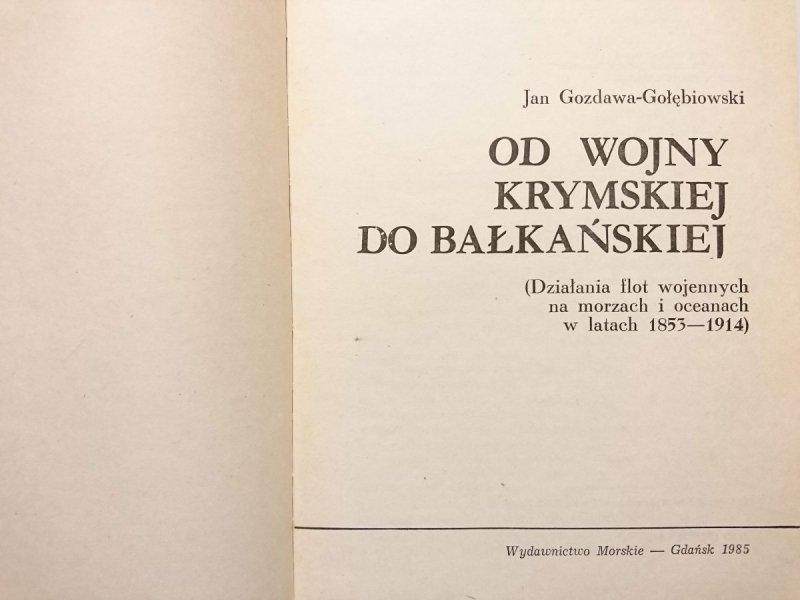 Jan Gozdawa-Gołębiowski
OD WOJNY
KRYMSKIEJ
DO BAŁKAŃSKIEJ
(Działania flot wojennych
na morzach i oceanach
w latach 1853—1914)
Wydawnictwo Morskie — Gdańsk 1985